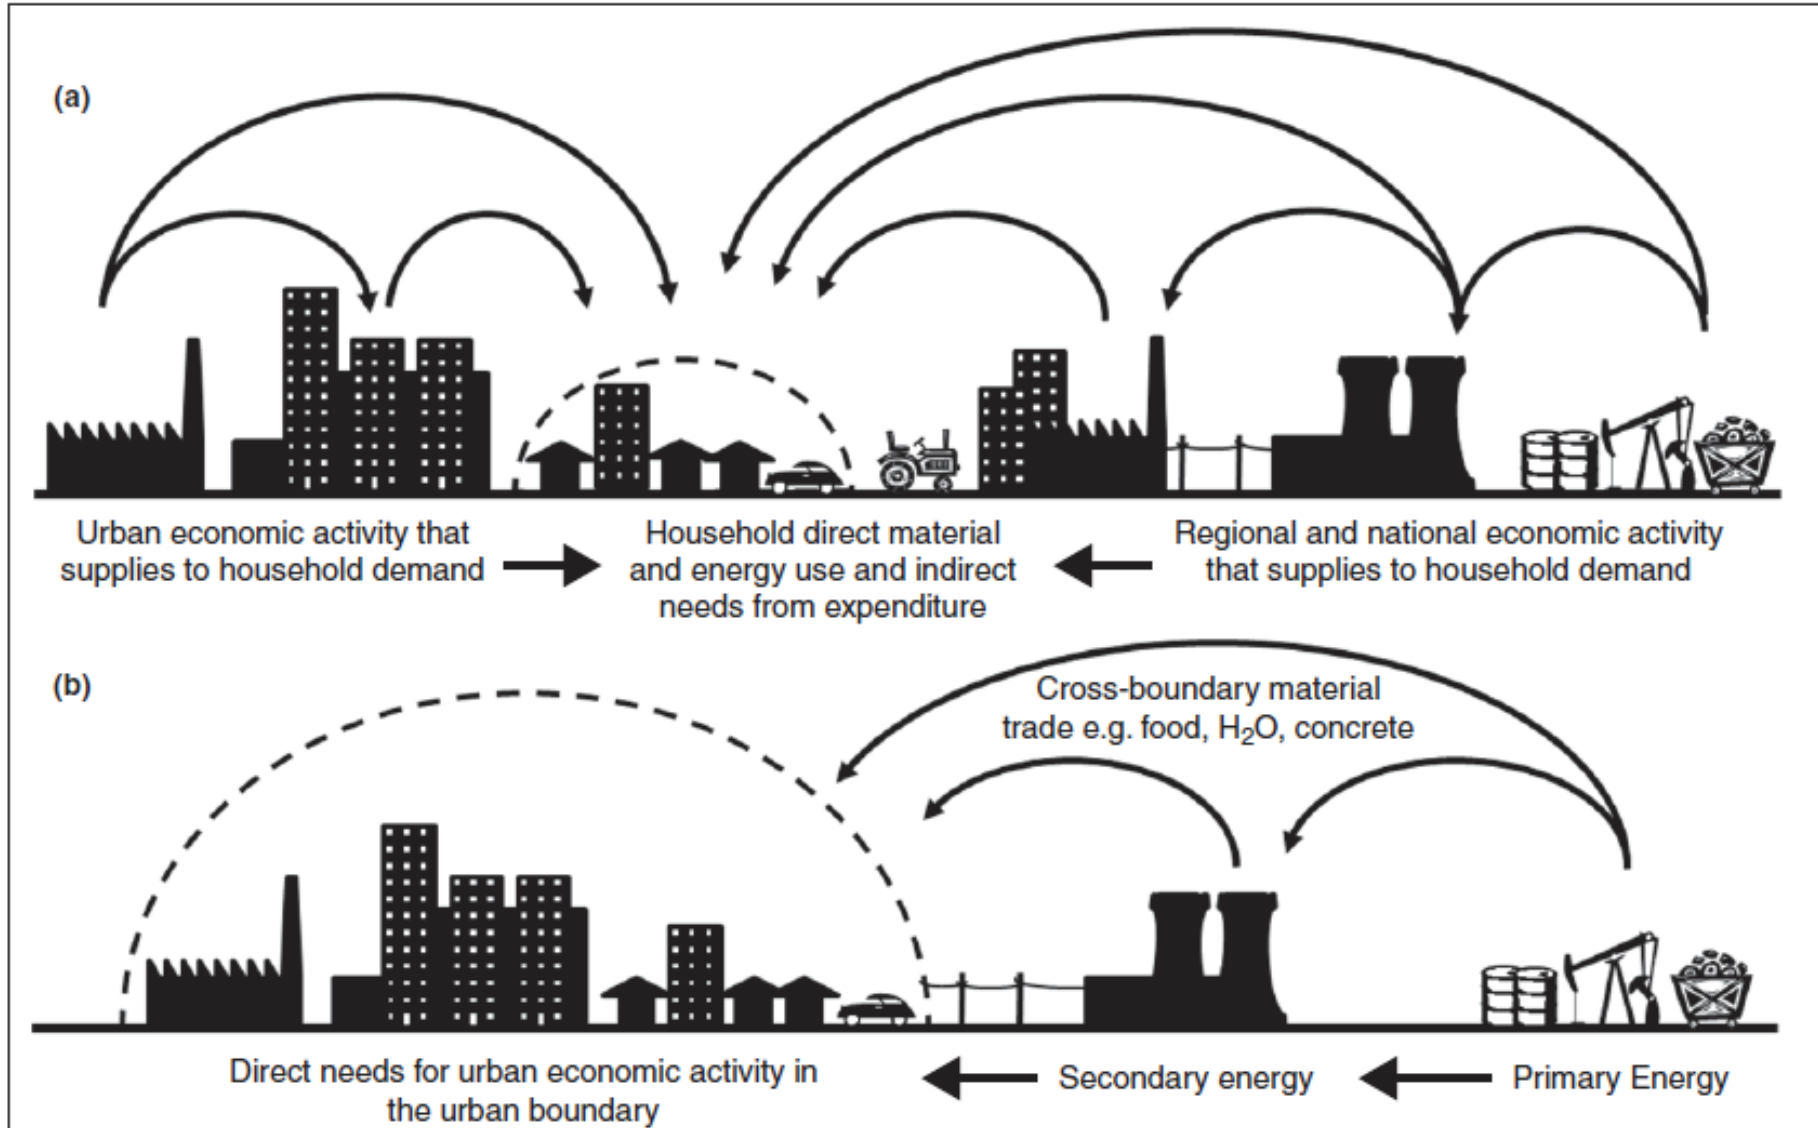 (a)
Urban economic activity that
supplies to household demand
Household direct material
and energy use and indirect
needs from expenditure
Regional and national economic activity
that supplies to household demand
(b)
Cross-boundary material
trade e.g. food, H₂O, concrete
Direct needs for urban economic activity in
the urban boundary
Secondary energy
Primary Energy